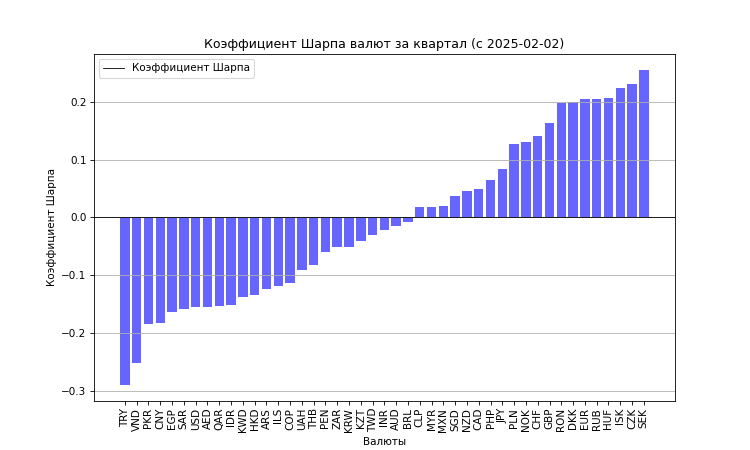 Коэффициент Шарпа валют за квартал (с 2025-02-02)
Коэффициент Шарпа
0.2
0.1
0.0
−0.1
−0.2
−0.3
Коэффициент Шарпа
TRY VND PKR CNY EGP SAR USD AED QAR IDR KWD HKD ARS ILS COP UAH THB PEN ZAR KRW KZT TWD INR AUD BRL CLP MYR MXN SGD NZD CAD PHP JPY PLN NOK CHF GBP RON DKK EUR RUB HUF ISK CZK SEK
Валюты